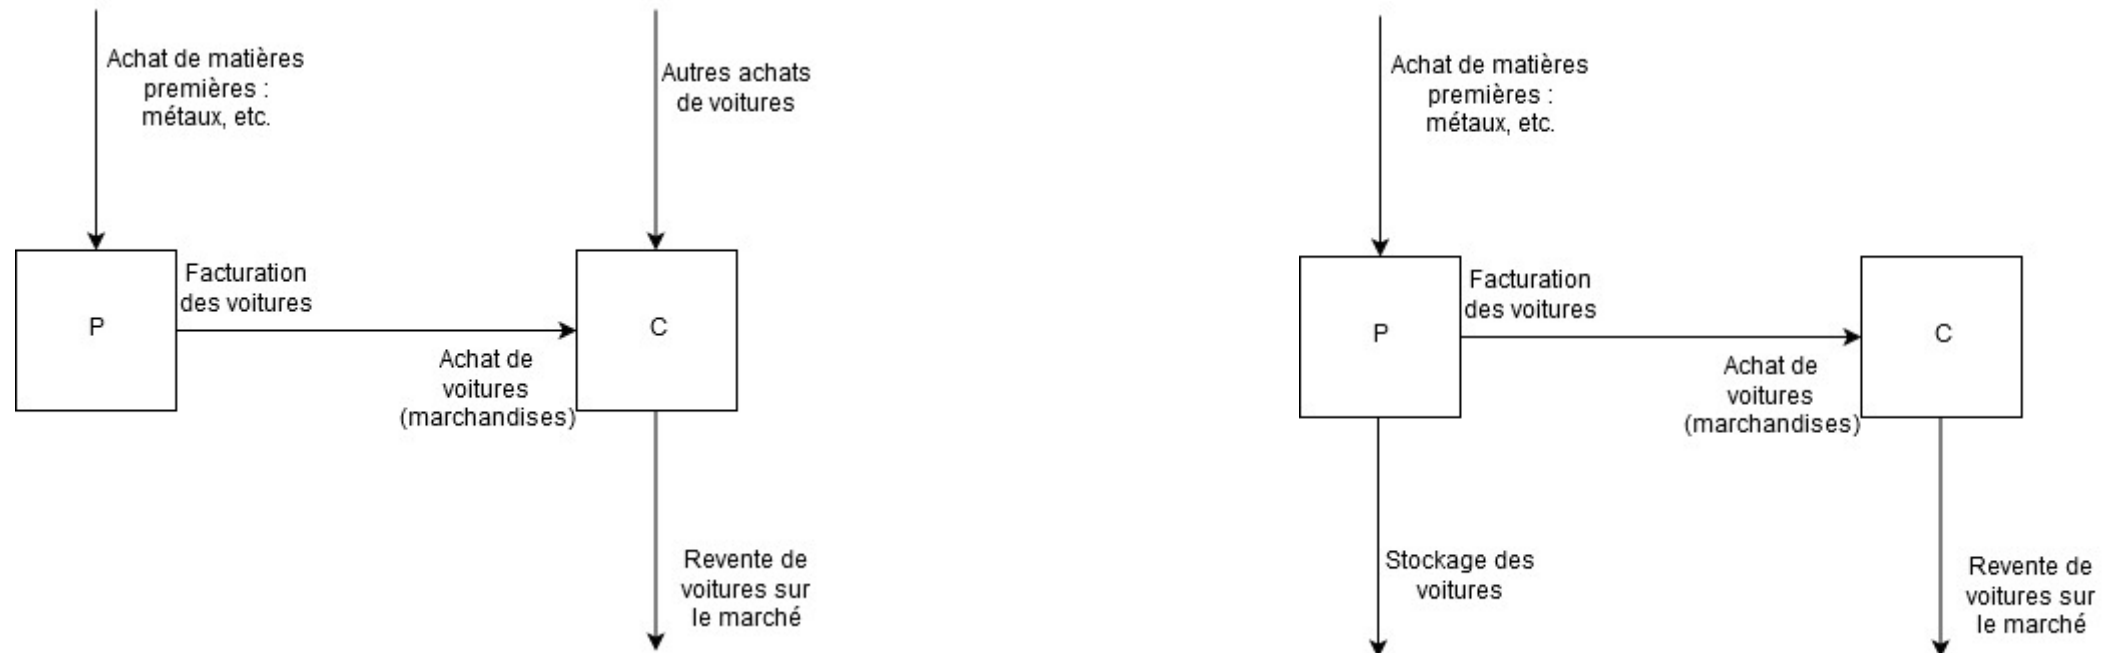 Achat de matières
premières :
métaux, etc.
Autres achats
de voitures
P
Facturation
des voitures
Achat de
voitures
(marchandises)
C
Revente de
voitures sur
le marché
Achat de matières
premières :
métaux, etc.
P
Facturation
des voitures
Achat de
voitures
(marchandises)
C
Stockage des
voitures
Revente de
voitures sur
le marché